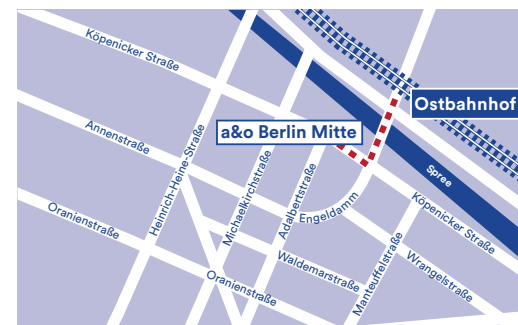 Köpenicker Straße
Ostbahnhof
a&o Berlin Mitte
Annenstraße
Heinrich-Heine-Straße
Michaelkirchstraße
Adalbertstraße
Spree
Engeldamm
Köpenicker Straße
Oranienstraße
Waldemarstraße
Wrangelstraße
Manteuffelstraße
Oranienstraße